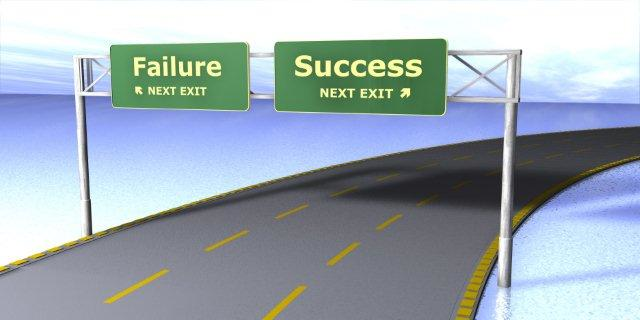 Failure
↖ NEXT EXIT
Success
NEXT EXIT ↗